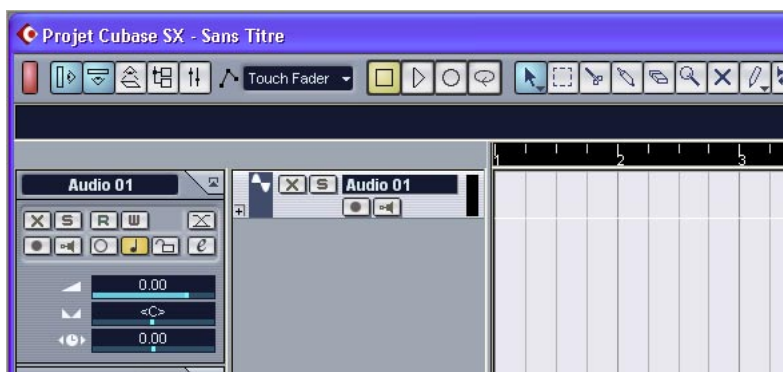 Projet Cubase SX - Sans Titre
Touch Fader
1 2 3
Audio 01
X S Audio 01
X S R W
e
0.00
<C>
0.00